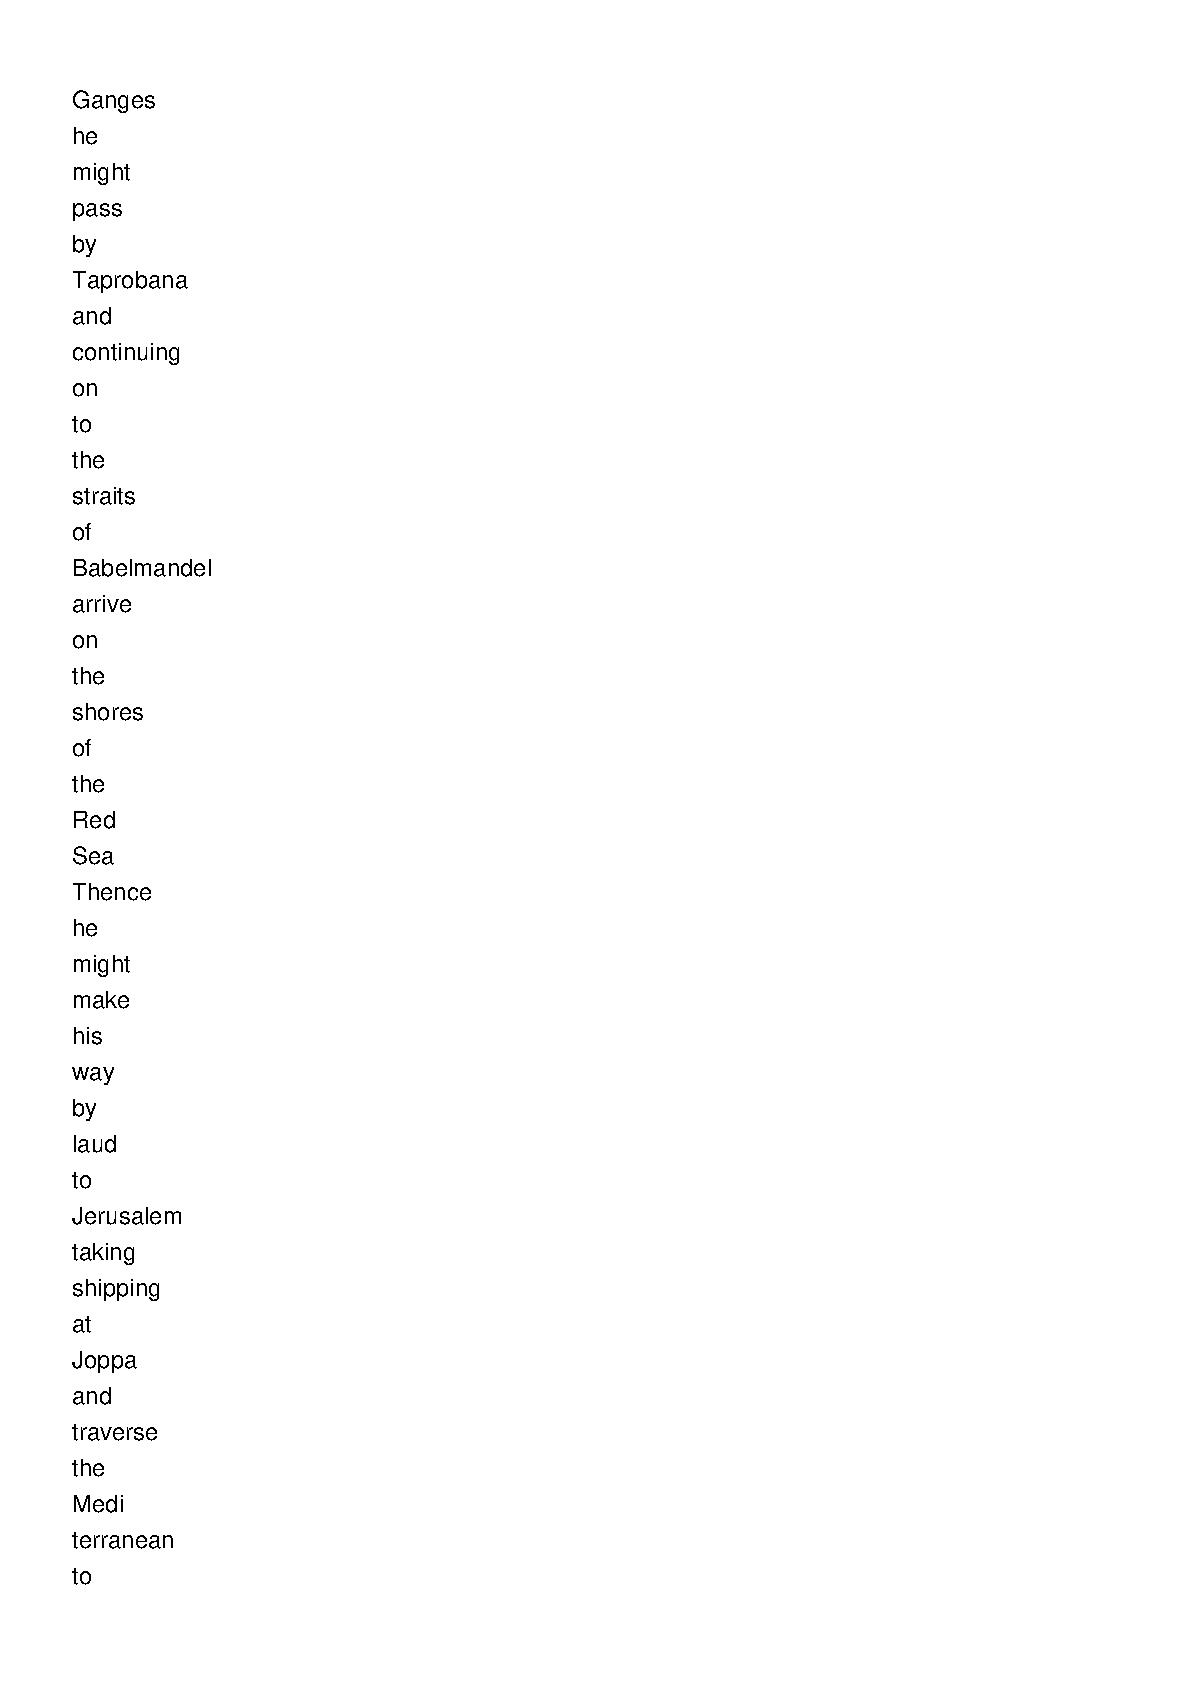 Ganges
he
might
pass
by
Taprobana
and
continuing
on
to
the
straits
of
Babelmandel
arrive
on
the
shores
of
the
Red
Sea
Thence
he
might
make
his
way
by
laud
to
Jerusalem
taking
shipping
at
Joppa
and
traverse
the
Medi
terranean
to